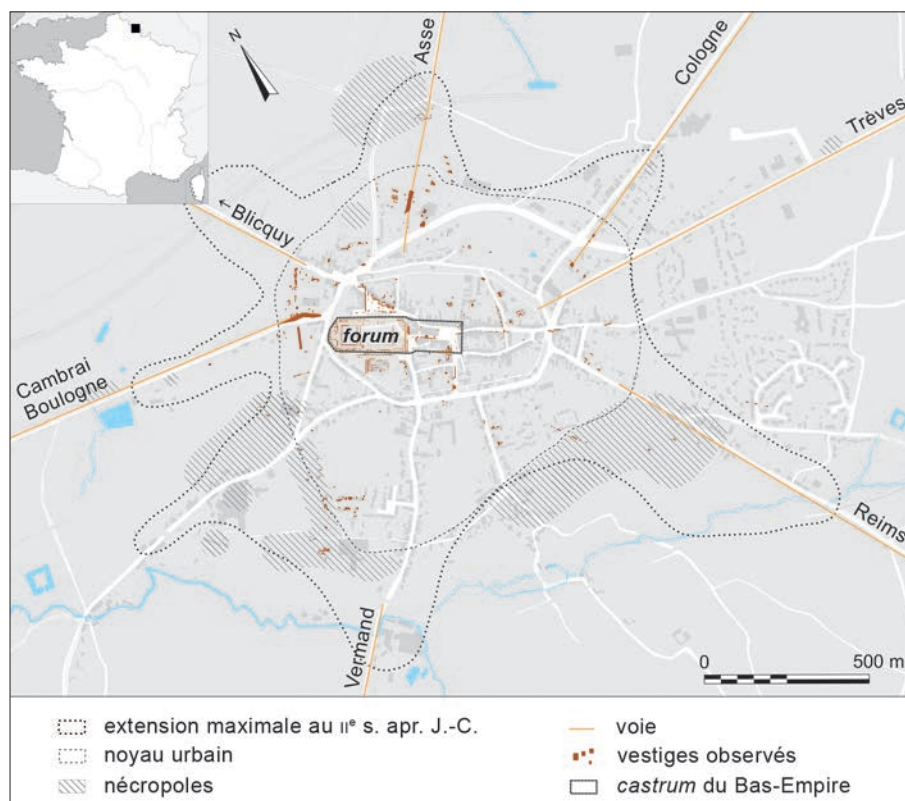 N
Asse
Cologne
Trèves
← Blicquy
forum
Cambrai
Boulogne
Reims
Vermand
0 500 m
extension maximale au IIe s. apr. J.-C.
noyau urbain
nécropoles
voie
vestiges observés
castrum du Bas-Empire